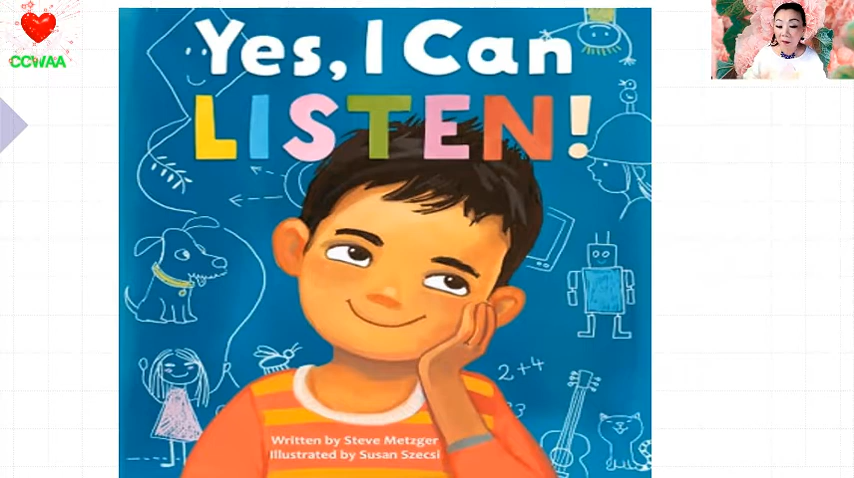 CCWAA
Yes, I Can
LISTEN!
2+4
Written by Steve Metzger
Illustrated by Susan Szecsi